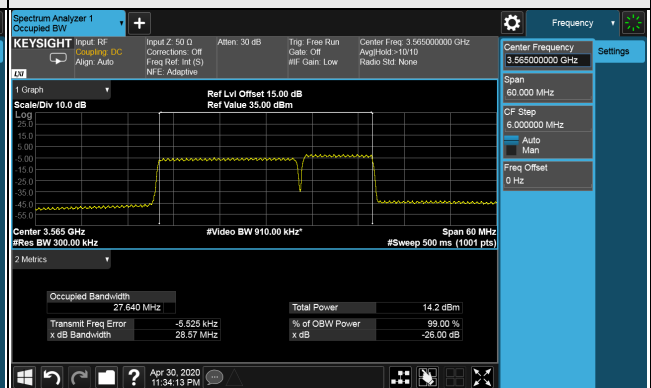 Spectrum Analyzer 1
Occupied BW
Frequency
KEYSIGHT
Input: RF
Coupling: DC
Align: Auto
Input Z: 50 Ω
Corrections: Off
Freq Ref: Int (S)
NFE: Adaptive
Atten: 30 dB
Trig: Free Run
Gate: Off
#IF Gain: Low
Center Freq: 3.565000000 GHz
Avg|Hold:>10/10
Radio Std: None
LXI
Center Frequency
3.565000000 GHz
Settings
Span
60.000 MHz
CF Step
6.000000 MHz
Auto
Man
Freq Offset
0 Hz
1 Graph
Scale/Div 10.0 dB
Ref Lvl Offset 15.00 dB
Ref Value 35.00 dBm
Log
25.0
15.0
5.00
-5.00
-15.0
-25.0
-35.0
-45.0
-55.0
Center 3.565 GHz
#Res BW 300.00 kHz
#Video BW 910.00 kHz*
Span 60 MHz
#Sweep 500 ms (1001 pts)
2 Metrics
Occupied Bandwidth
27.640 MHz
Total Power 14.2 dBm
Transmit Freq Error -5.525 kHz
% of OBW Power 99.00 %
x dB Bandwidth 28.57 MHz
x dB -26.00 dB
Apr 30, 2020
11:34:13 PM